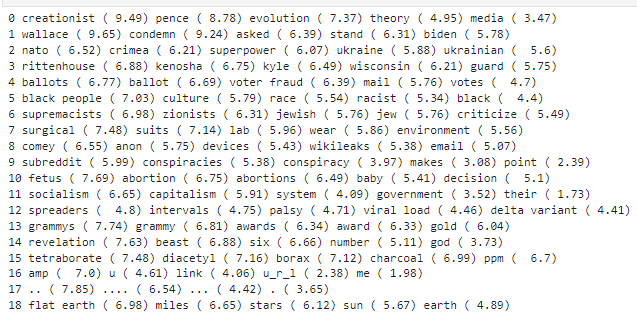 0 creationist ( 9.49) pence ( 8.78) evolution ( 7.37) theory ( 4.95) media ( 3.47)
1 wallace ( 9.65) condemn ( 9.24) asked ( 6.39) stand ( 6.31) biden ( 5.78)
2 nato ( 6.52) crimea ( 6.21) superpower ( 6.07) ukraine ( 5.88) ukrainian (  5.6)
3 rittenhouse ( 6.88) kenosha ( 6.75) kyle ( 6.49) wisconsin ( 6.21) guard ( 5.75)
4 ballots ( 6.77) ballot ( 6.69) voter fraud ( 6.39) mail ( 5.76) votes (  4.7)
5 black people ( 7.03) culture ( 5.79) race ( 5.54) racist ( 5.34) black (  4.4)
6 supremacists ( 6.98) zionists ( 6.31) jewish ( 5.76) jew ( 5.76) criticize ( 5.49)
7 surgical ( 7.48) suits ( 7.14) lab ( 5.96) wear ( 5.86) environment ( 5.56)
8 comey ( 6.55) anon ( 5.75) devices ( 5.43) wikileaks ( 5.38) email ( 5.07)
9 subreddit ( 5.99) conspiracies ( 5.38) conspiracy ( 3.97) makes ( 3.08) point ( 2.39)
10 fetus ( 7.69) abortion ( 6.75) abortions ( 6.49) baby ( 5.41) decision (  5.1)
11 socialism ( 6.65) capitalism ( 5.91) system ( 4.09) government ( 3.52) their ( 1.73)
12 spreaders (  4.8) intervals ( 4.75) palsy ( 4.71) viral load ( 4.46) delta variant ( 4.41)
13 grammys ( 7.74) grammy ( 6.81) awards ( 6.34) award ( 6.33) gold ( 6.04)
14 revelation ( 7.63) beast ( 6.88) six ( 6.66) number ( 5.11) god ( 3.73)
15 tetraborate ( 7.48) diacetyl ( 7.16) borax ( 7.12) charcoal ( 6.99) ppm (  6.7)
16 amp (  7.0) u ( 4.61) link ( 4.06) u_r_l ( 2.38) me ( 1.98)
17 .. ( 7.85) .... ( 6.54) ... ( 4.42) . ( 3.65)
18 flat earth ( 6.98) miles ( 6.65) stars ( 6.12) sun ( 5.67) earth ( 4.89)